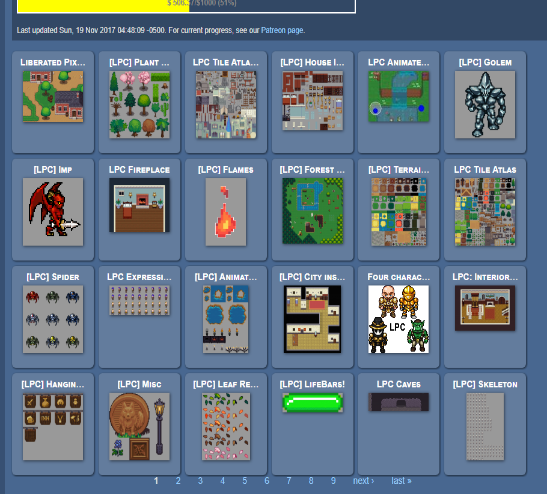 $ 506.37/$1000 (51%)
Last updated Sun, 19 Nov 2017 04:48:09 -0500. For current progress, see our Patreon page.
Liberated Pix... [LPC] Plant ... LPC Tile Atla... [LPC] House I... LPC Animate... [LPC] Golem
[LPC] Imp LPC Fireplace [LPC] Flames [LPC] Forest ... [LPC] Terrai... LPC Tile Atlas
[LPC] Spider LPC Expressi... [LPC] Animat... [LPC] City ins... Four charac... LPC: Interior...
LPC
[LPC] Hangin... [LPC] Misc [LPC] Leaf Re... [LPC] LifeBars! LPC Caves [LPC] Skeleton
1 2 3 4 5 6 7 8 9 next › last »